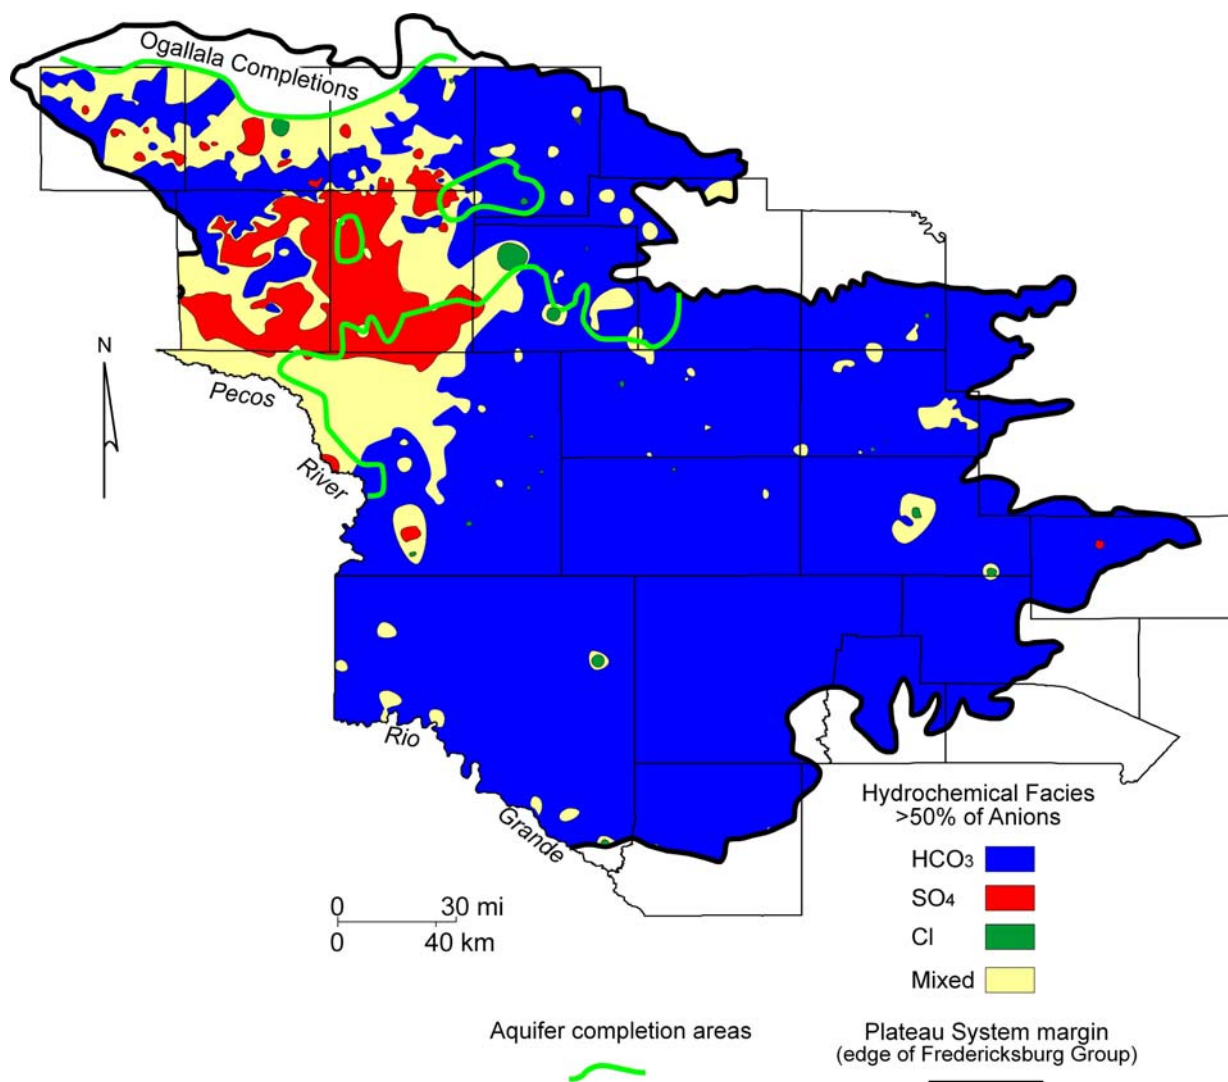 Ogallala Completions
N
Pecos
River
Rio
Grande
Hydrochemical Facies
>50% of Anions
HCO₃
SO₄
Cl
Mixed
0 30 mi
0 40 km
Aquifer completion areas
Plateau System margin
(edge of Fredericksburg Group)